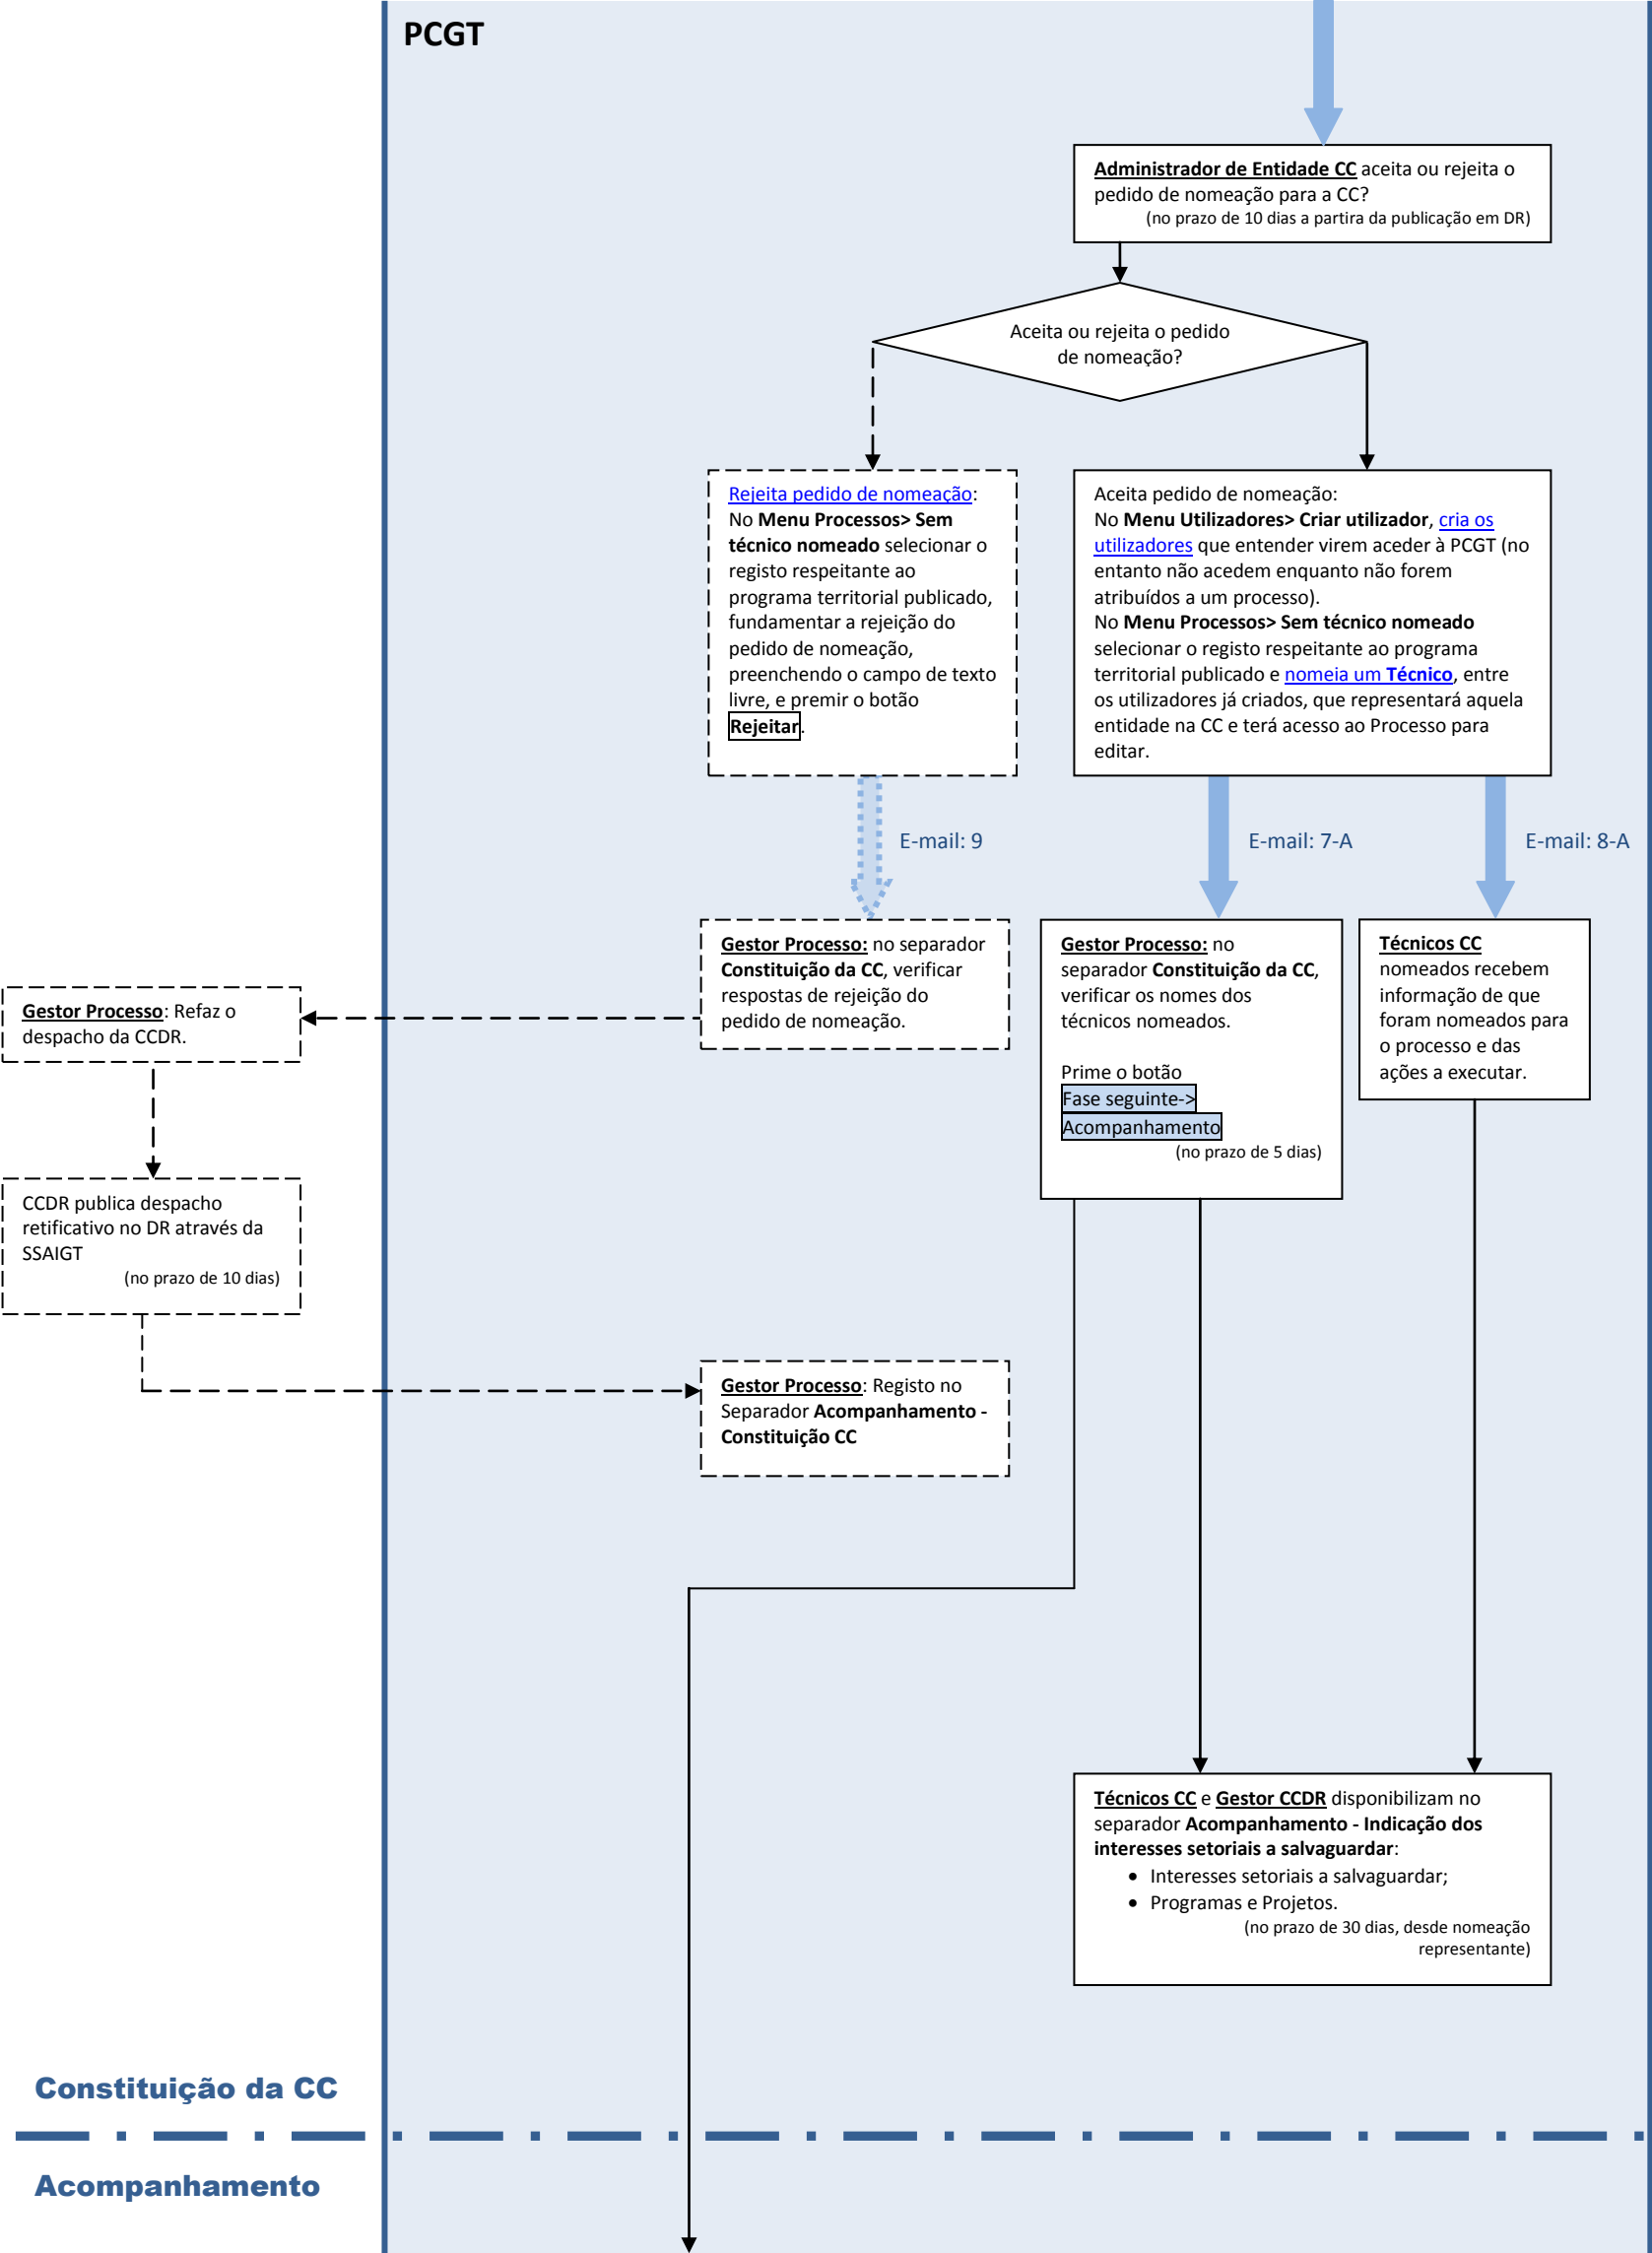 PCGT
Administrador de Entidade CC aceita ou rejeita o
pedido de nomeação para a CC?
(no prazo de 10 dias a partira da publicação em DR)
Aceita ou rejeita o pedido
de nomeação?
Rejeita pedido de nomeação:
No Menu Processos> Sem
técnico nomeado selecionar o
registo respeitante ao
programa territorial publicado,
fundamentar a rejeição do
pedido de nomeação,
preenchendo o campo de texto
livre, e premir o botão
Rejeitar.
Aceita pedido de nomeação:
No Menu Utilizadores> Criar utilizador, cria os
utilizadores que entender virem aceder à PCGT (no
entanto não acedem enquanto não forem
atribuídos a um processo).
No Menu Processos> Sem técnico nomeado
selecionar o registo respeitante ao programa
territorial publicado e nomeia um Técnico, entre
os utilizadores já criados, que representará aquela
entidade na CC e terá acesso ao Processo para
editar.
E-mail: 9
E-mail: 7-A
E-mail: 8-A
Gestor Processo: no separador
Constituição da CC, verificar
respostas de rejeição do
pedido de nomeação.
Gestor Processo: no
separador Constituição da CC,
verificar os nomes dos
técnicos nomeados.
Prime o botão
Fase seguinte->
Acompanhamento
(no prazo de 5 dias)
Técnicos CC
nomeados recebem
informação de que
foram nomeados para
o processo e das
ações a executar.
Gestor Processo: Refaz o
despacho da CCDR.
CCDR publica despacho
retificativo no DR através da
SSAIGT
(no prazo de 10 dias)
Gestor Processo: Registo no
Separador Acompanhamento -
Constituição CC
Técnicos CC e Gestor CCDR disponibilizam no
separador Acompanhamento - Indicação dos
interesses setoriais a salvaguardar:
• Interesses setoriais a salvaguardar;
• Programas e Projetos.
(no prazo de 30 dias, desde nomeação
representante)
Constituição da CC
Acompanhamento